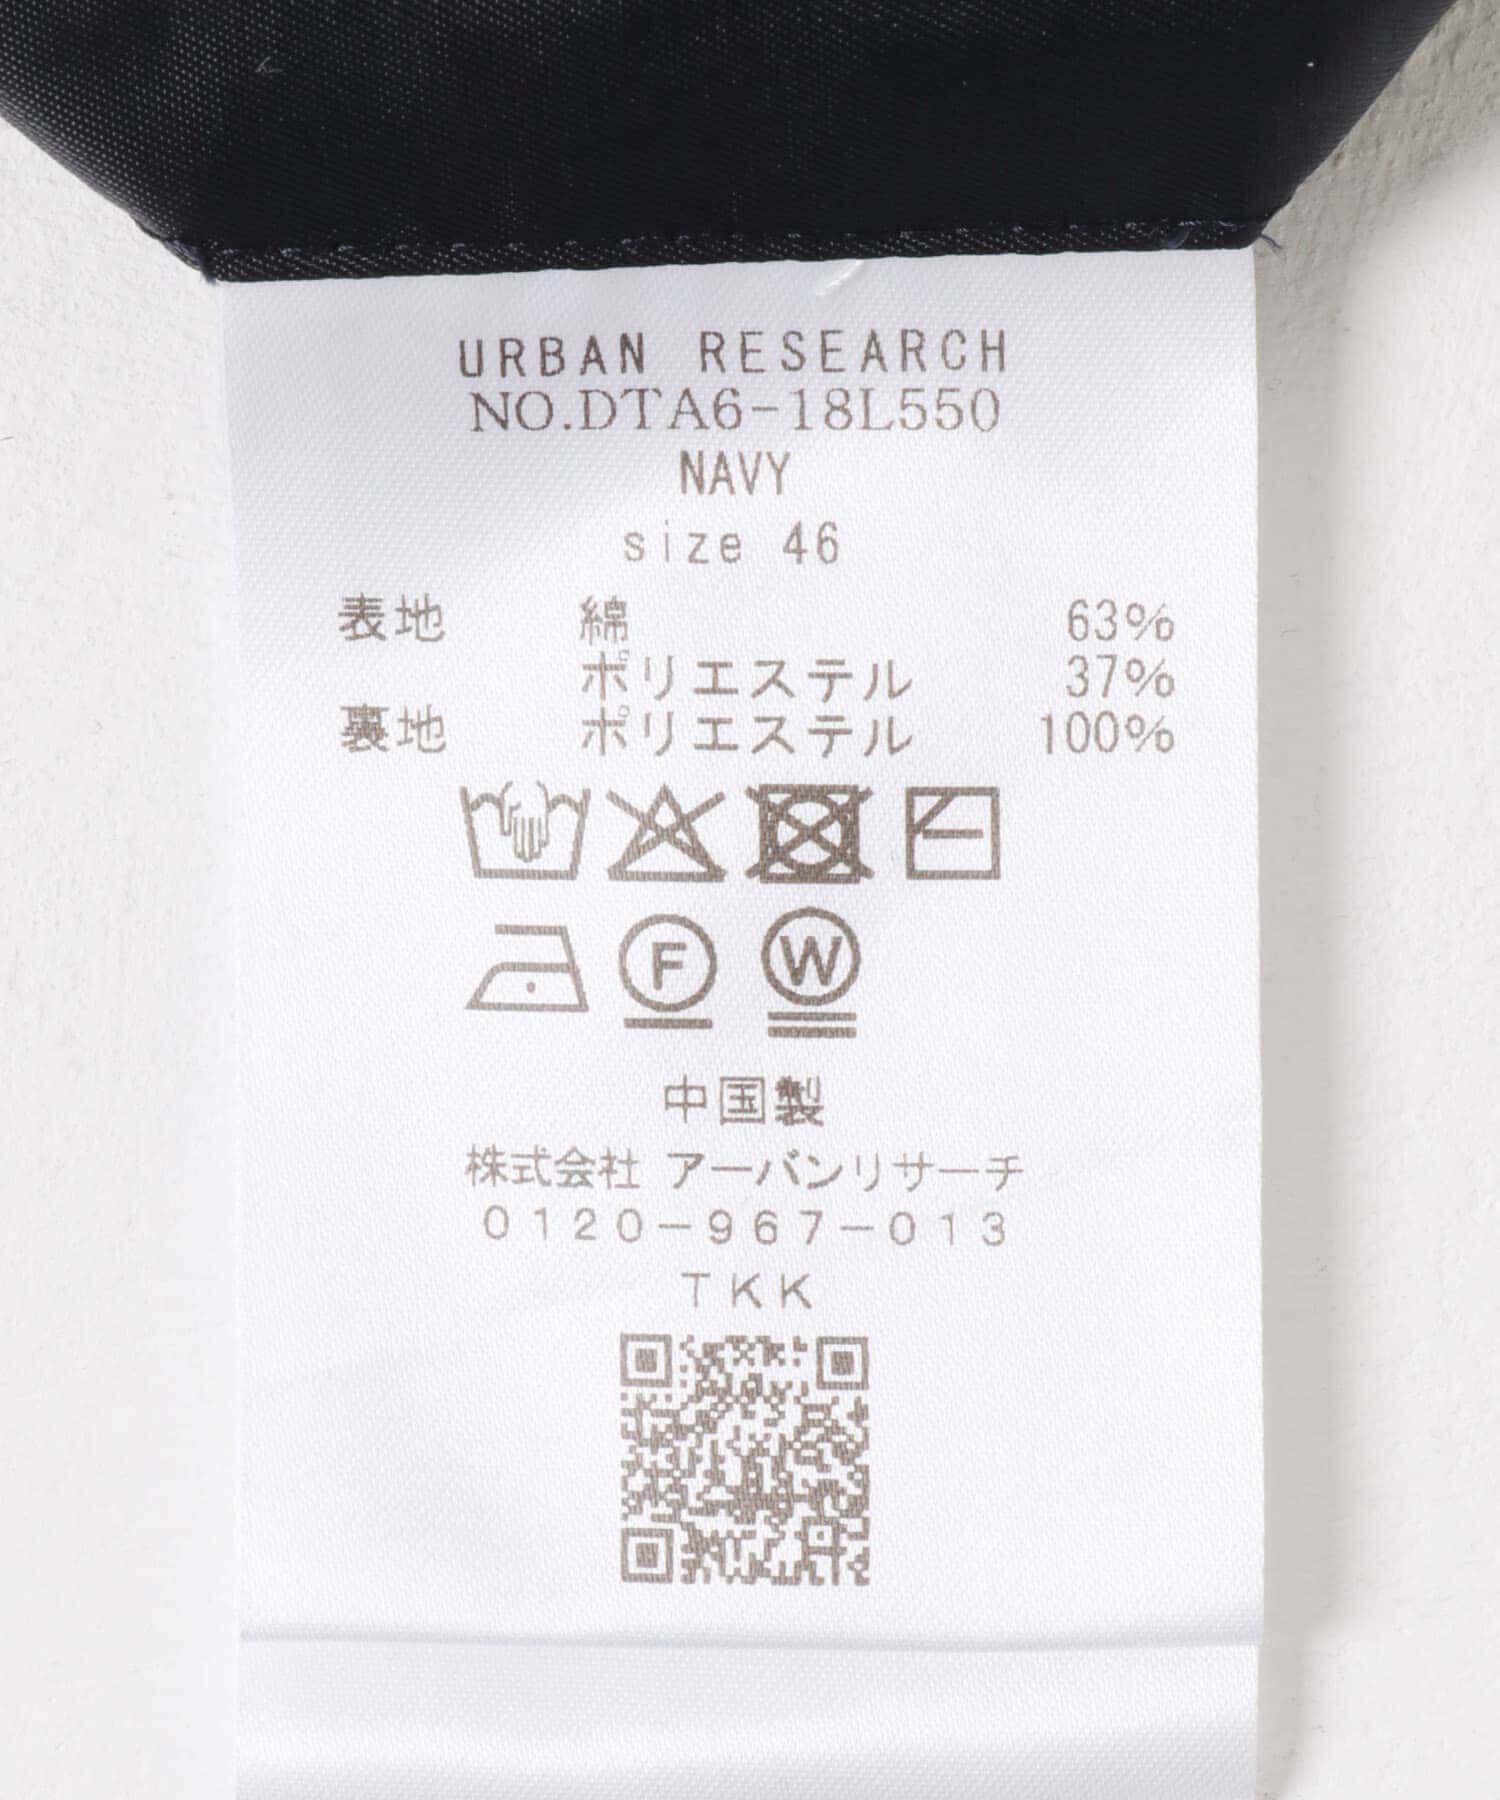 URBAN RESEARCH
NO.DTA6-18L550
NAVY
size 46
表地 綿 63%
ポリエステル 37%
裏地 ポリエステル 100%
F W
中国製
株式会社 アーバンリサーチ
0120-967-013
TKK